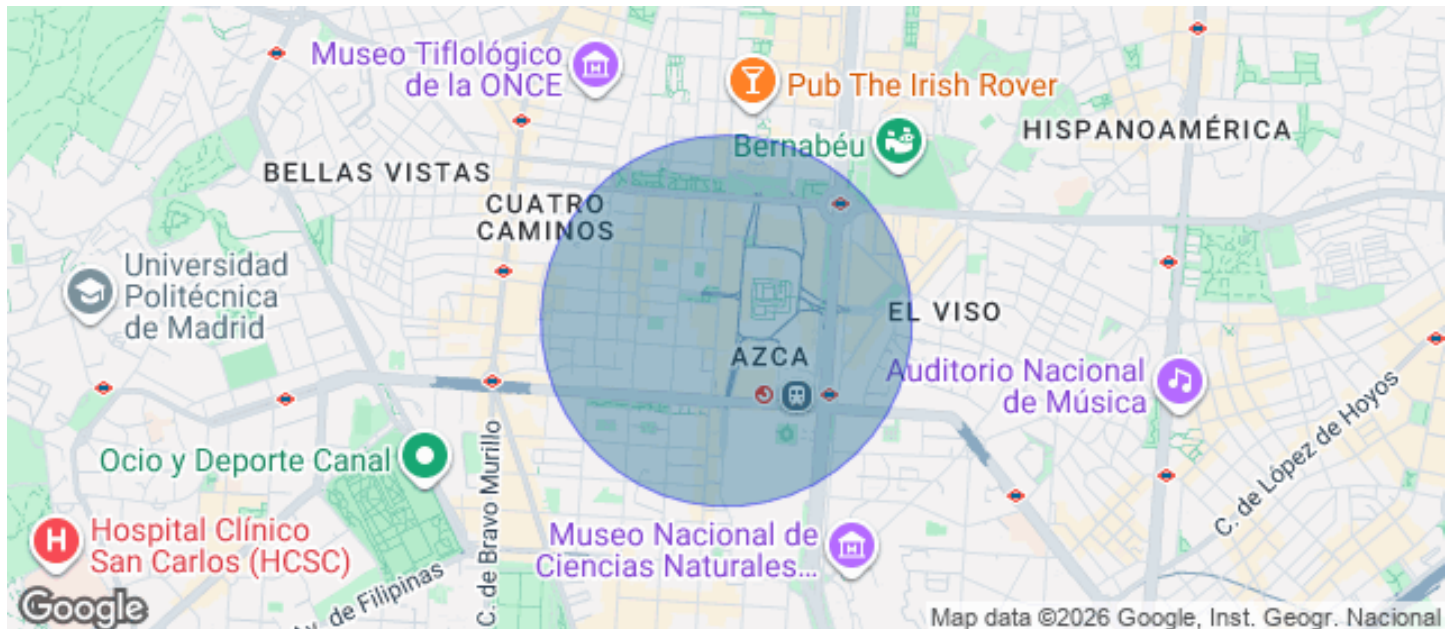 Museo Tiflológico
de la ONCE
Pub The Irish Rover
Bernabéu
HISPANOAMÉRICA
BELLAS VISTAS
CUATRO
CAMINOS
Universidad
Politécnica
de Madrid
EL VISO
AZCA
Auditorio Nacional
de Música
C. de López de Hoyos
Ocio y Deporte Canal
C. de Bravo Murillo
H
Hospital Clínico
San Carlos (HCSC)
Museo Nacional de
Ciencias Naturales...
Av. de Filipinas
Google
Map data ©2026 Google, Inst. Geogr. Nacional